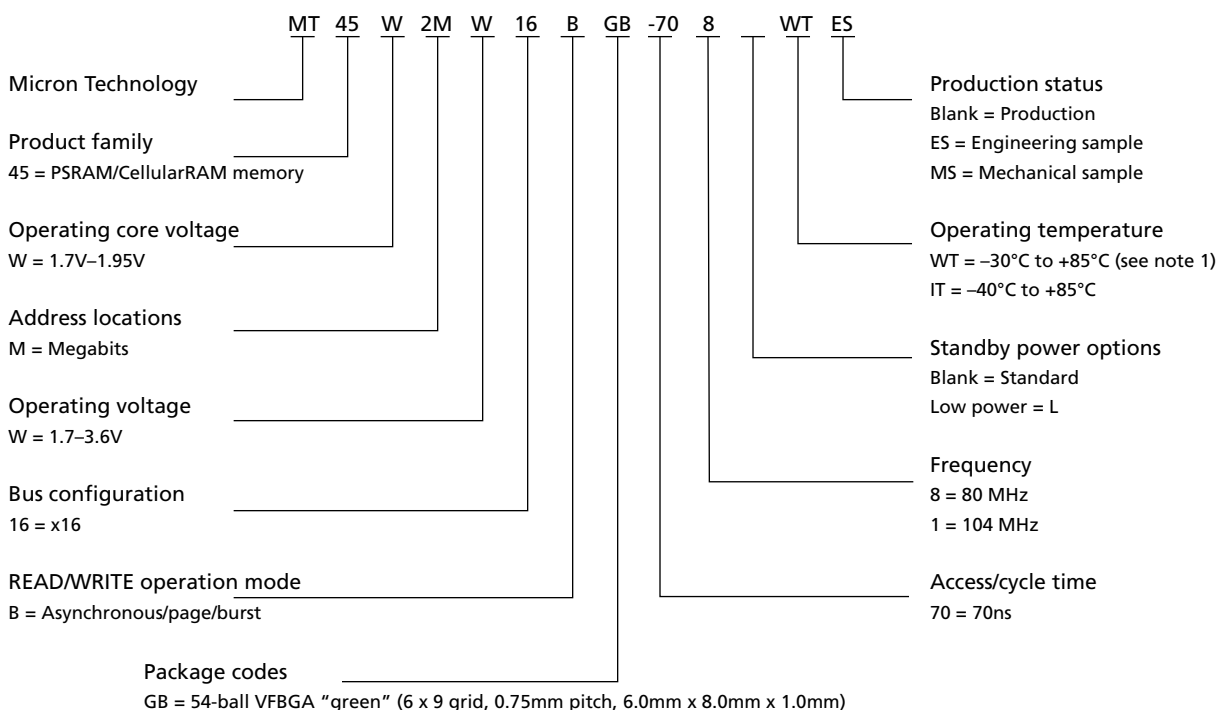 MT 45 W 2M W 16 B GB -70 8 WT ES
Micron Technology
Product family
45 = PSRAM/CellularRAM memory
Operating core voltage
W = 1.7V–1.95V
Address locations
M = Megabits
Operating voltage
W = 1.7–3.6V
Bus configuration
16 = x16
READ/WRITE operation mode
B = Asynchronous/page/burst
Package codes
GB = 54-ball VFBGA “green” (6 x 9 grid, 0.75mm pitch, 6.0mm x 8.0mm x 1.0mm)
Production status
Blank = Production
ES = Engineering sample
MS = Mechanical sample
Operating temperature
WT = –30°C to +85°C (see note 1)
IT = –40°C to +85°C
Standby power options
Blank = Standard
Low power = L
Frequency
8 = 80 MHz
1 = 104 MHz
Access/cycle time
70 = 70ns